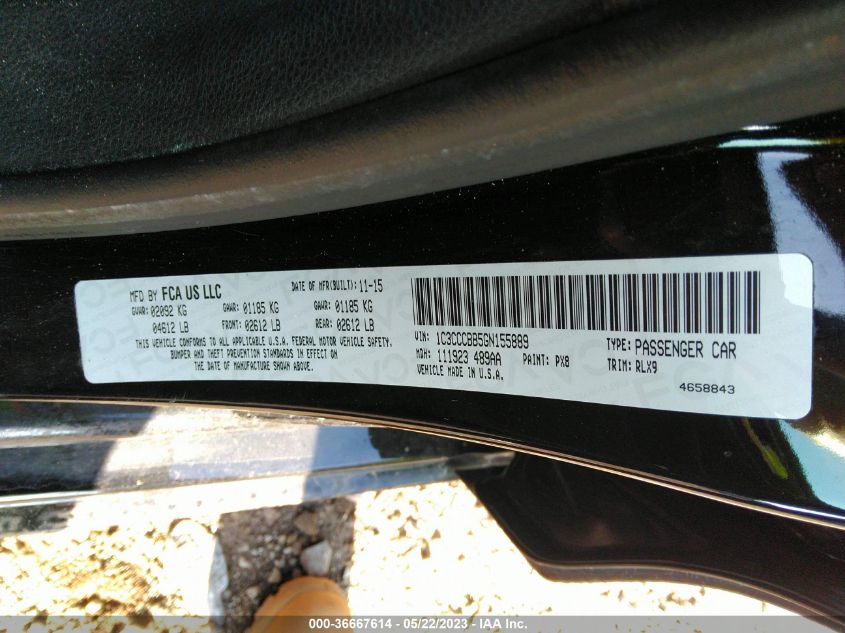 MFD BY FCA US LLC DATE OF MFR(BUILT): 11-15
GVWR: 02092 KG GAWR: 01185 KG GAWR: 01185 KG
04612 LB FRONT: 02612 LB REAR: 02612 LB
THIS VEHICLE CONFORMS TO ALL APPLICABLE U.S.A. FEDERAL MOTOR VEHICLE SAFETY,
BUMPER AND THEFT PREVENTION STANDARDS IN EFFECT ON
THE DATE OF MANUFACTURE SHOWN ABOVE.
VIN: 1C3CCCBB5GN155889 TYPE: PASSENGER CAR
MDH: 111923 489AA PAINT: PX8 TRIM: RLX9
VEHICLE MADE IN U.S.A. 4658843
000-36667614 - 05/22/2023 - IAA Inc.